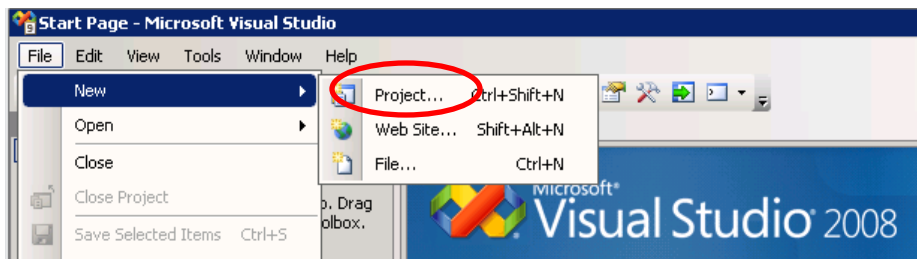 Start Page - Microsoft Visual Studio
File Edit View Tools Window Help
New
Project... Ctrl+Shift+N
Open
Web Site... Shift+Alt+N
Close
File... Ctrl+N
Close Project
Save Selected Items Ctrl+S
Drag
Microsoft®
Visual Studio® 2008